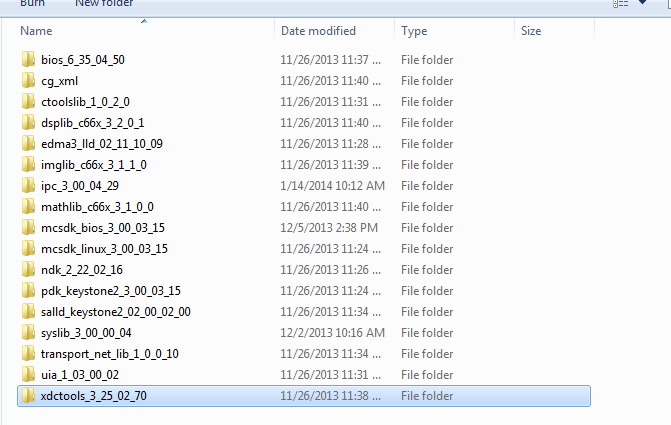 Burn New folder
Name Date modified Type Size
bios_6_35_04_50 11/26/2013 11:37 ... File folder
cg_xml 11/26/2013 11:40 ... File folder
ctoolslib_1_0_2_0 11/26/2013 11:31 ... File folder
dsplib_c66x_3_2_0_1 11/26/2013 11:40 ... File folder
edma3_lld_02_11_10_09 11/26/2013 11:28 ... File folder
imglib_c66x_3_1_1_0 11/26/2013 11:39 ... File folder
ipc_3_00_04_29 1/14/2014 10:12 AM File folder
mathlib_c66x_3_1_0_0 11/26/2013 11:40 ... File folder
mcsdk_bios_3_00_03_15 12/5/2013 2:38 PM File folder
mcsdk_linux_3_00_03_15 11/26/2013 11:24 ... File folder
ndk_2_22_02_16 11/26/2013 11:26 ... File folder
pdk_keystone2_3_00_03_15 11/26/2013 11:24 ... File folder
salld_keystone2_02_00_02_00 11/26/2013 11:34 ... File folder
syslib_3_00_00_04 12/2/2013 10:16 AM File folder
transport_net_lib_1_0_0_10 11/26/2013 11:34 ... File folder
uia_1_03_00_02 11/26/2013 11:31 ... File folder
xdctools_3_25_02_70 11/26/2013 11:38 ... File folder